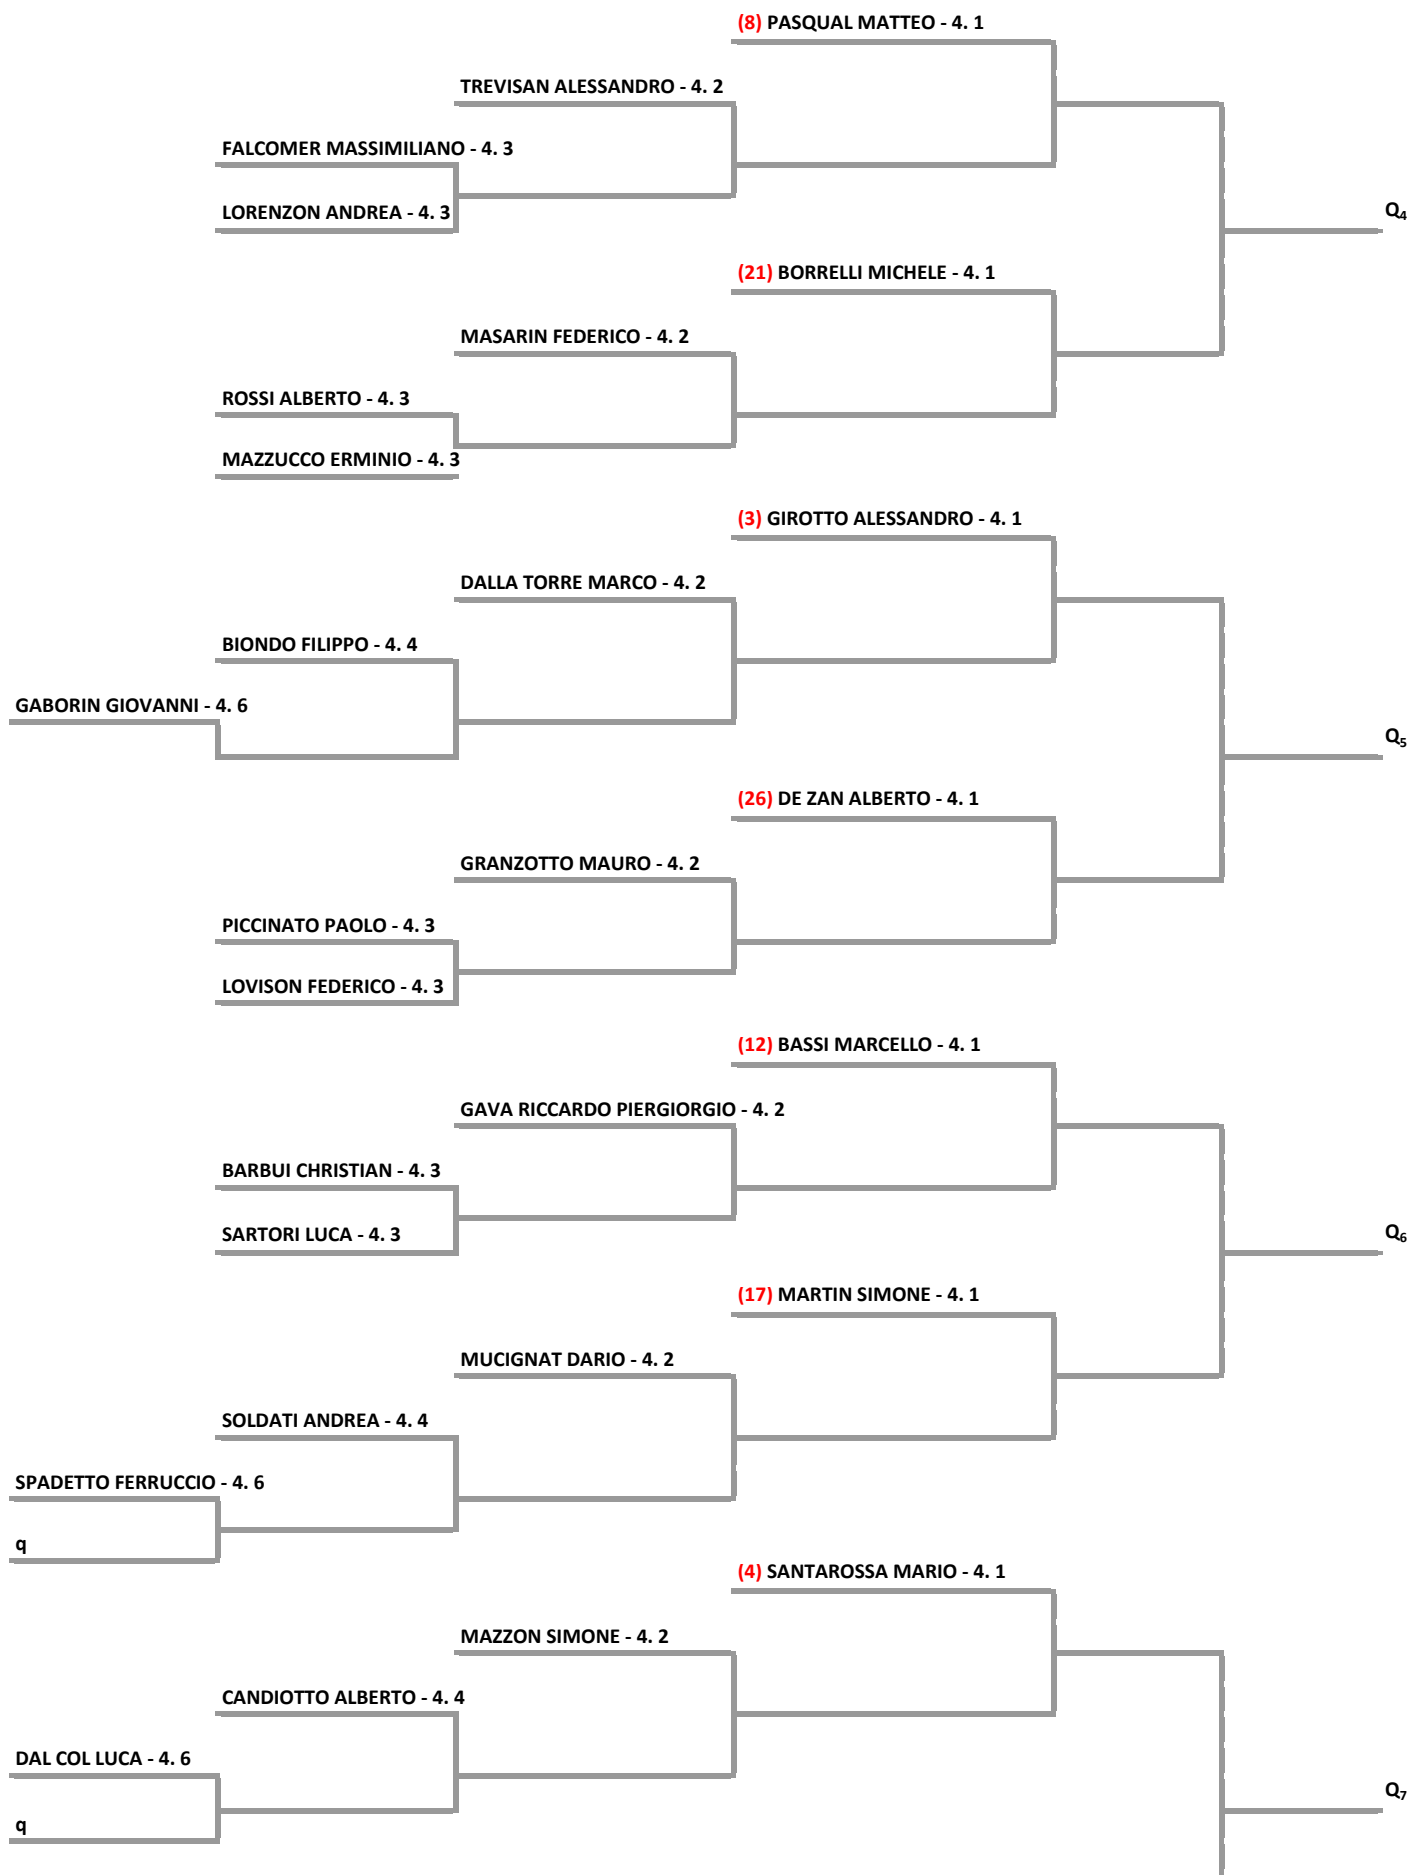 (8) PASQUAL MATTEO - 4. 1
TREVISAN ALESSANDRO - 4. 2
FALCOMER MASSIMILIANO - 4. 3
LORENZON ANDREA - 4. 3
Q4
(21) BORRELLI MICHELE - 4. 1
MASARIN FEDERICO - 4. 2
ROSSI ALBERTO - 4. 3
MAZZUCCO ERMINIO - 4. 3
(3) GIROTTO ALESSANDRO - 4. 1
DALLA TORRE MARCO - 4. 2
BIONDO FILIPPO - 4. 4
GABORIN GIOVANNI - 4. 6
Q5
(26) DE ZAN ALBERTO - 4. 1
GRANZOTTO MAURO - 4. 2
PICCINATO PAOLO - 4. 3
LOVISON FEDERICO - 4. 3
(12) BASSI MARCELLO - 4. 1
GAVA RICCARDO PIERGIORGIO - 4. 2
BARBUI CHRISTIAN - 4. 3
SARTORI LUCA - 4. 3
Q6
(17) MARTIN SIMONE - 4. 1
MUCIGNAT DARIO - 4. 2
SOLDATI ANDREA - 4. 4
SPADETTO FERRUCCIO - 4. 6
q
(4) SANTAROSSA MARIO - 4. 1
MAZZON SIMONE - 4. 2
CANDIOTTO ALBERTO - 4. 4
DAL COL LUCA - 4. 6
Q7
q